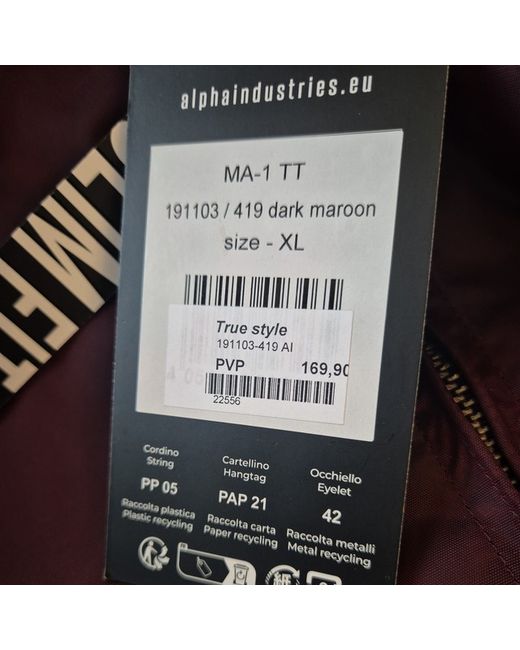 alphaindustries.eu
SLIM FIT
MA-1 TT
191103 / 419 dark maroon
size - XL
True style
191103-419 AI
PVP 169,90
22556
Cordino
String
PP 05
Raccolta plastica
Plastic recycling
Cartellino
Hangtag
PAP 21
Raccolta carta
Paper recycling
Occhiello
Eyelet
42
Raccolta metalli
Metal recycling